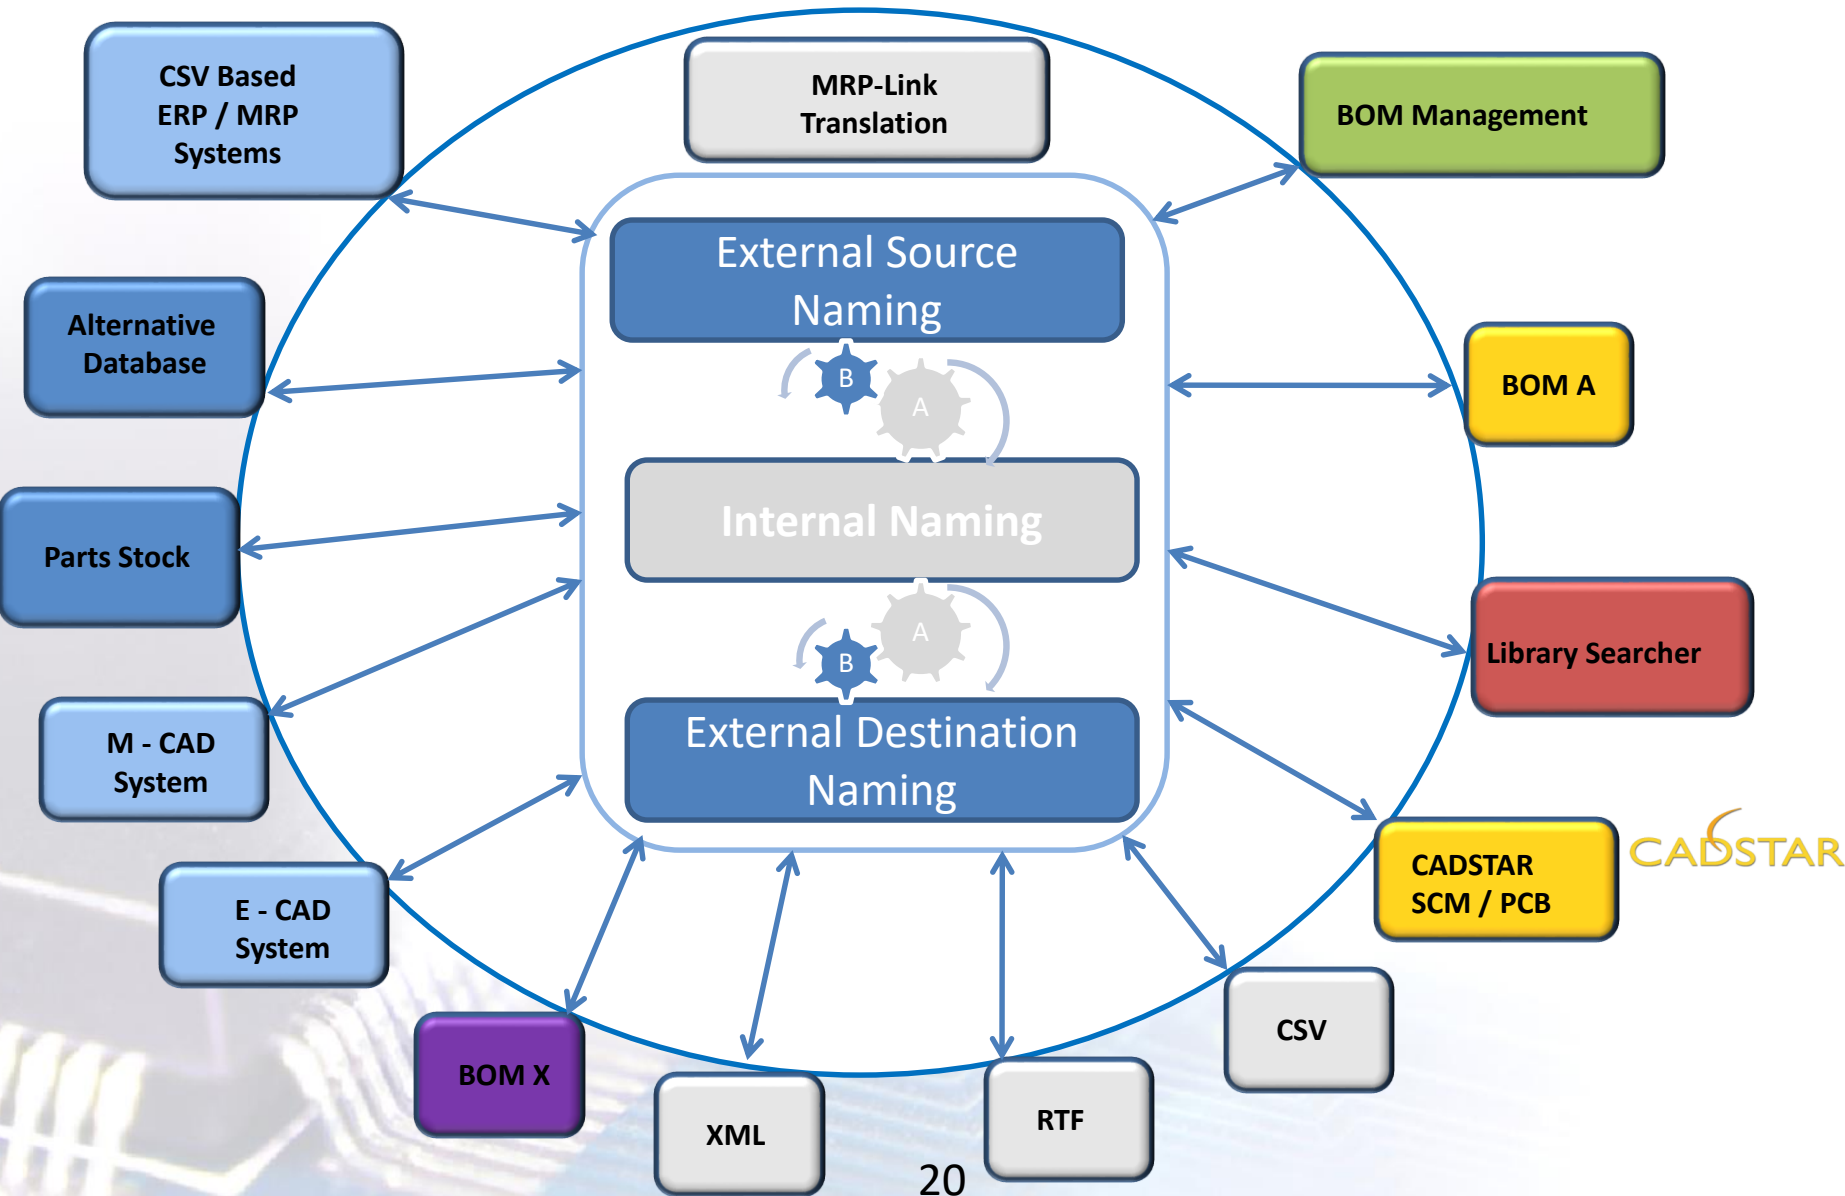 CSV Based
ERP / MRP
Systems
MRP-Link
Translation
BOM Management
External Source
Naming
Alternative
Database
B
A
BOM A
Internal Naming
Parts Stock
A
B
Library Searcher
External Destination
Naming
M - CAD
System
CADSTAR
SCM / PCB
CADSTAR
E - CAD
System
CSV
BOM X
XML
RTF
20